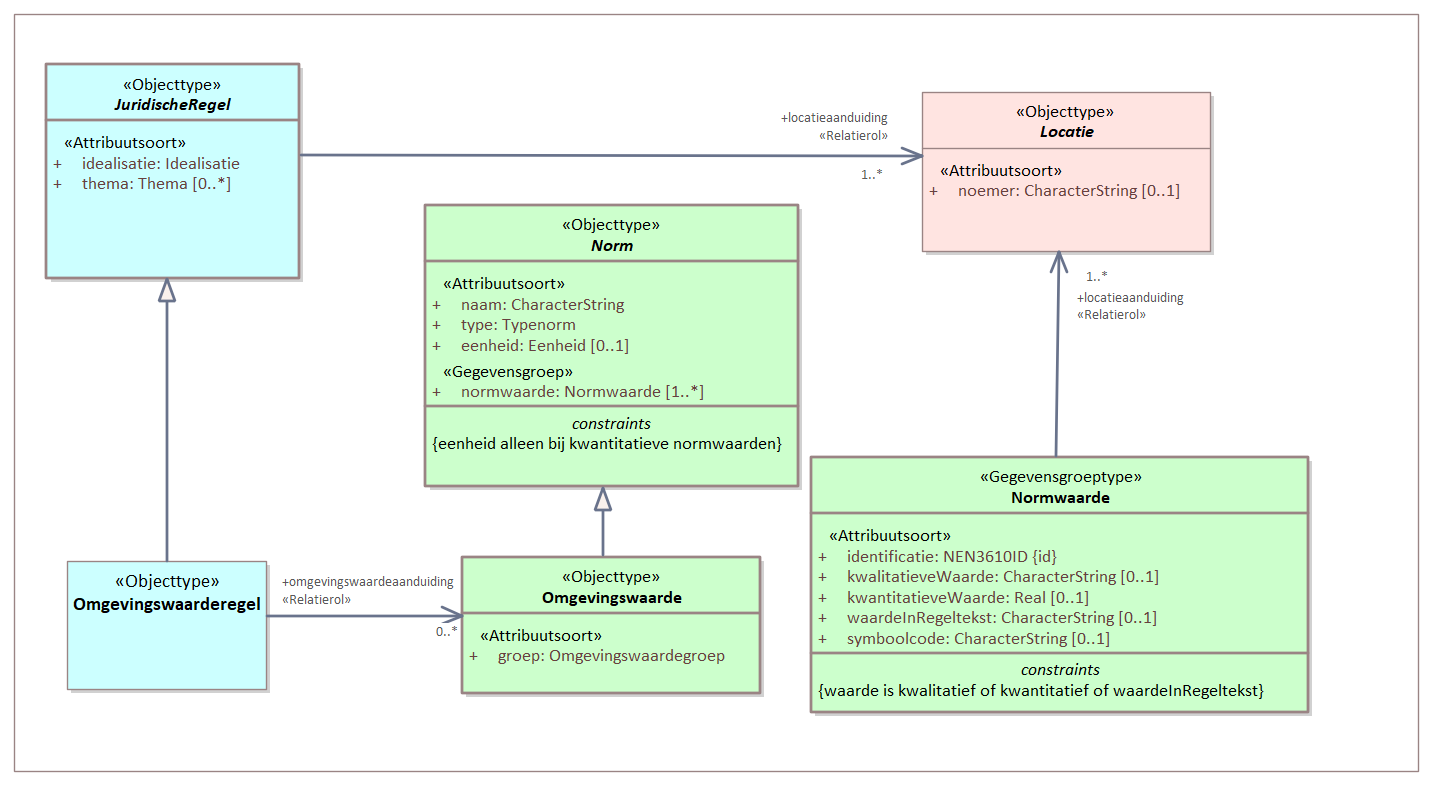 «Objecttype»
JuridischeRegel
«Attribuutsoort»
+ idealisatie: Idealisatie
+ thema: Thema [0..*]
+locatieaanduiding
«Relatierol»
1..*
«Objecttype»
Locatie
«Attribuutsoort»
+ noemer: CharacterString [0..1]
«Objecttype»
Norm
«Attribuutsoort»
+ naam: CharacterString
+ type: Typenorm
+ eenheid: Eenheid [0..1]
«Gegevensgroep»
+ normwaarde: Normwaarde [1..*]
constraints
{eenheid alleen bij kwantitatieve normwaarden}
1..*
+locatieaanduiding
«Relatierol»
«Objecttype»
Omgevingswaarderegel
+omgevingswaardeaanduiding
«Relatierol»
0..*
«Objecttype»
Omgevingswaarde
«Attribuutsoort»
+ groep: Omgevingswaardegroep
«Gegevensgroeptype»
Normwaarde
«Attribuutsoort»
+ identificatie: NEN3610ID {id}
+ kwalitatieveWaarde: CharacterString [0..1]
+ kwantitatieveWaarde: Real [0..1]
+ waardeInRegeltekst: CharacterString [0..1]
+ symboolcode: CharacterString [0..1]
constraints
{waarde is kwalitatief of kwantitatief of waardeInRegeltekst}